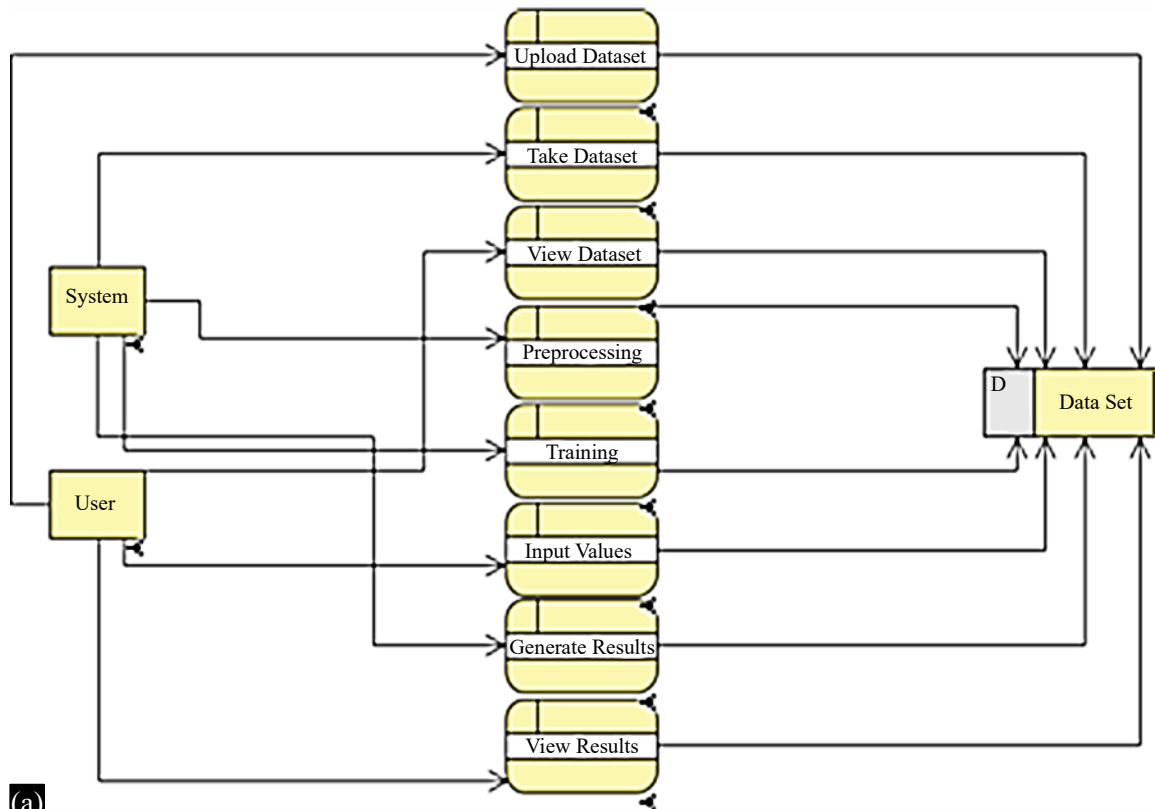 Upload Dataset
Take Dataset
View Dataset
System
Preprocessing
D
Data Set
Training
User
Input Values
Generate Results
View Results
(a)